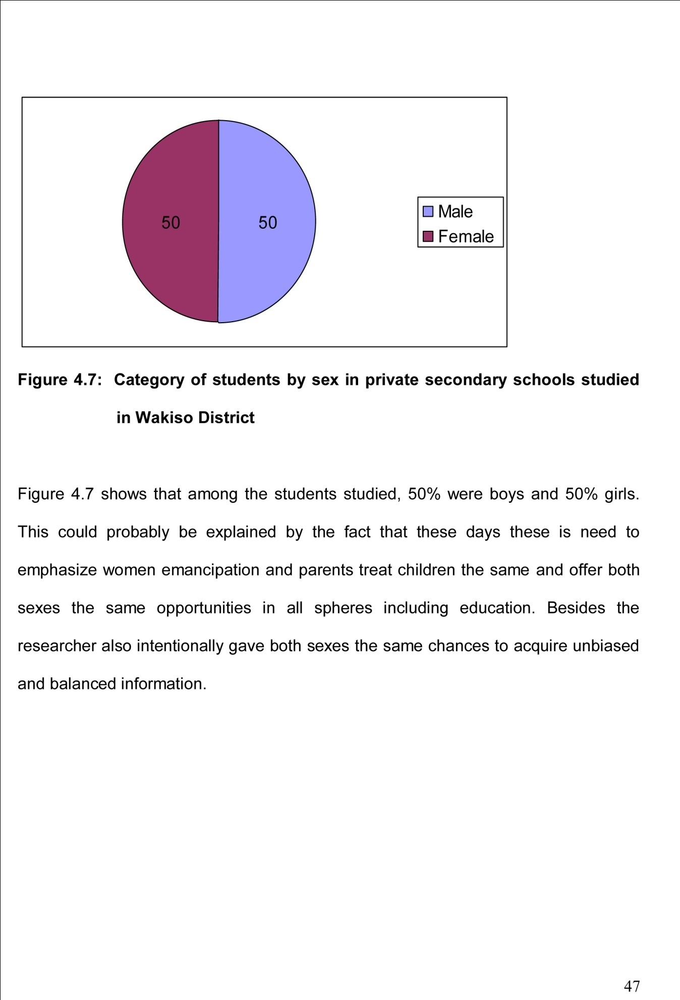 50 50
Male
Female
Figure 4.7: Category of students by sex in private secondary schools studied
in Wakiso District
Figure 4.7 shows that among the students studied, 50% were boys and 50% girls.
This could probably be explained by the fact that these days these is need to
emphasize women emancipation and parents treat children the same and offer both
sexes the same opportunities in all spheres including education. Besides the
researcher also intentionally gave both sexes the same chances to acquire unbiased
and balanced information.
47